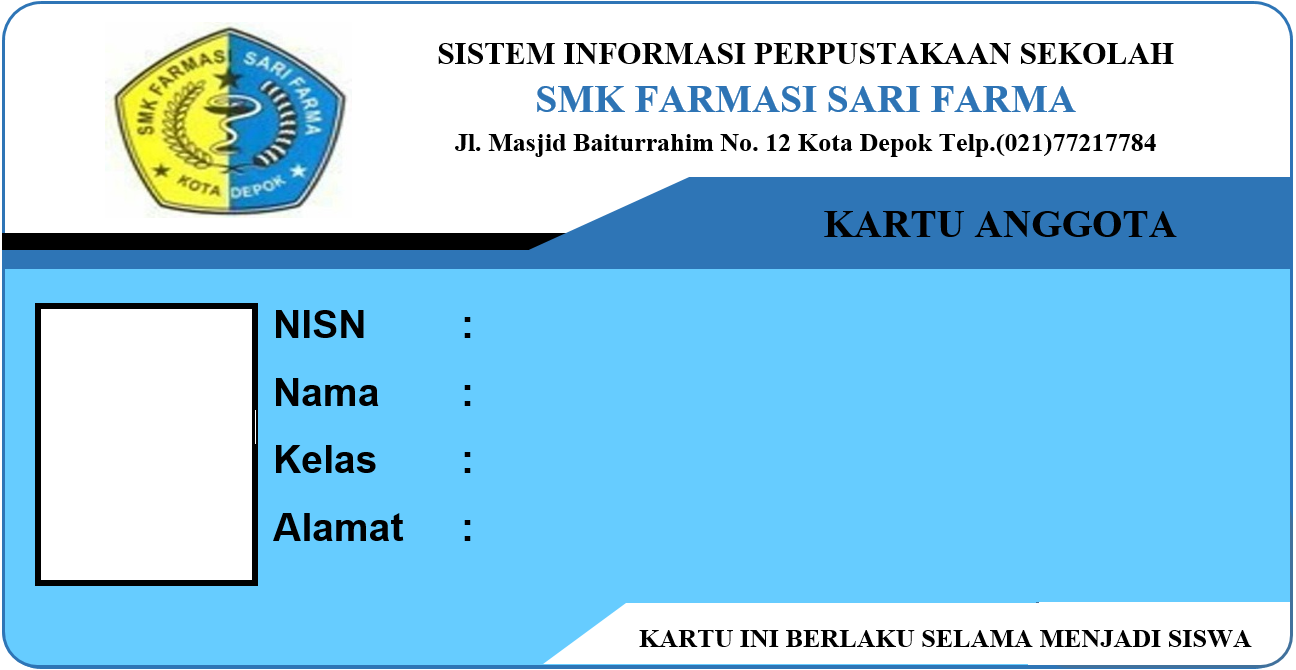 SMK FARMASI SARI FARMA
KOTA DEPOK
SISTEM INFORMASI PERPUSTAKAAN SEKOLAH
SMK FARMASI SARI FARMA
Jl. Masjid Baiturrahim No. 12 Kota Depok Telp.(021)77217784
KARTU ANGGOTA
NISN :
Nama :
Kelas :
Alamat :
KARTU INI BERLAKU SELAMA MENJADI SISWA